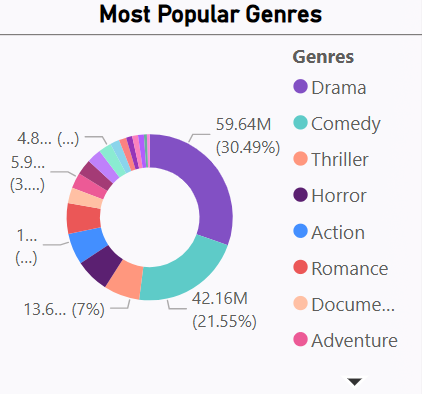 Most Popular Genres
Genres
Drama
Comedy
Thriller
Horror
Action
Romance
Docume...
Adventure
59.64M
(30.49%)
42.16M
(21.55%)
13.6... (7%)
1...
(...)
5.9...
(3....)
4.8... (...)